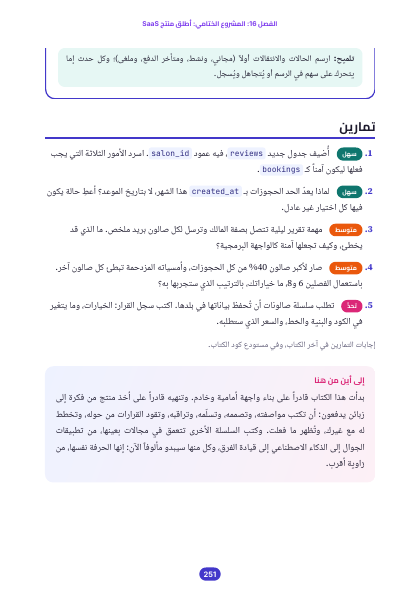 الفصل 16: المشروع الختامي: أطلق منتج SaaS
تلميح: ارسم الحالات والانتقالات أولاً (مجاني، ونشط، ومتأخر الدفع، وملغى)؛ وكل حدث إما
يتحرك على سهم في الرسم أو يُتجاهل ويُسجل.
تمارين
1. سهل أُضيف جدول جديد reviews، فيه عمود salon_id. اسرد الأمور الثلاثة التي يجب
فعلها ليكون آمناً كـ bookings.
2. سهل لماذا يعدّ الحد الحجوزات بـ created_at هذا الشهر، لا بتاريخ الموعد؟ أعطِ حالة يكون
فيها كل اختيار غير عادل.
3. متوسط مهمة تقارير ليلية تتصل بصفة المالك وترسل لكل صالون بريد ملخص. ما الذي قد
يخطئ، وكيف تجعلها آمنة كالواجهة البرمجية؟
4. متوسط صار لأكبر صالون 40% من كل الحجوزات، وأمسياته المزدحمة تبطئ كل صالون آخر.
باستعمال الفصلين 6 و8، ما خياراتك، بالترتيب الذي ستجربها به؟
5. تحدٍّ تطلب سلسلة صالونات أن تُحفظ بياناتها في بلدها. اكتب سجل القرار: الخيارات، وما يتغير
في الكود والبنية والخطط، والسعر الذي ستطلبه.
إجابات التمارين في آخر الكتاب، وفي مستودع كود الكتاب.
إلى أين من هنا
بدأت هذا الكتاب قادراً على بناء واجهة أمامية وخادم. وتنهيه قادراً على أخذ منتج من فكرة إلى
زبائن يدفعون: أن تكتب مواصفته، وتصممه، وتسلّمه، وتراقبه، وتقود القرارات من حوله، وتخطط
له مع غيرك، وتُظهر ما فعلت. وكتب السلسلة الأخرى تتعمق في مجالات بعينها، من تطبيقات
الجوال إلى الذكاء الاصطناعي إلى قيادة الفرق، وكل منها سيبدو مألوفاً الآن: إنها الحرفة نفسها، من
زاوية أقرب.
251